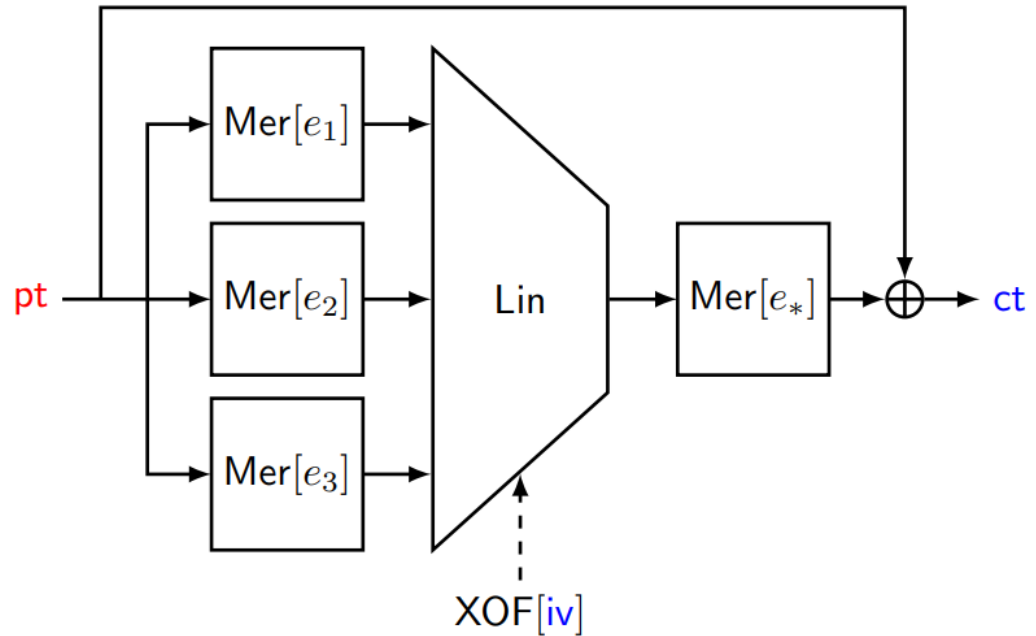 Mer[e₁]
pt
Mer[e₂]
Lin
Mer[e∗]
ct
Mer[e₃]
XOF[iv]